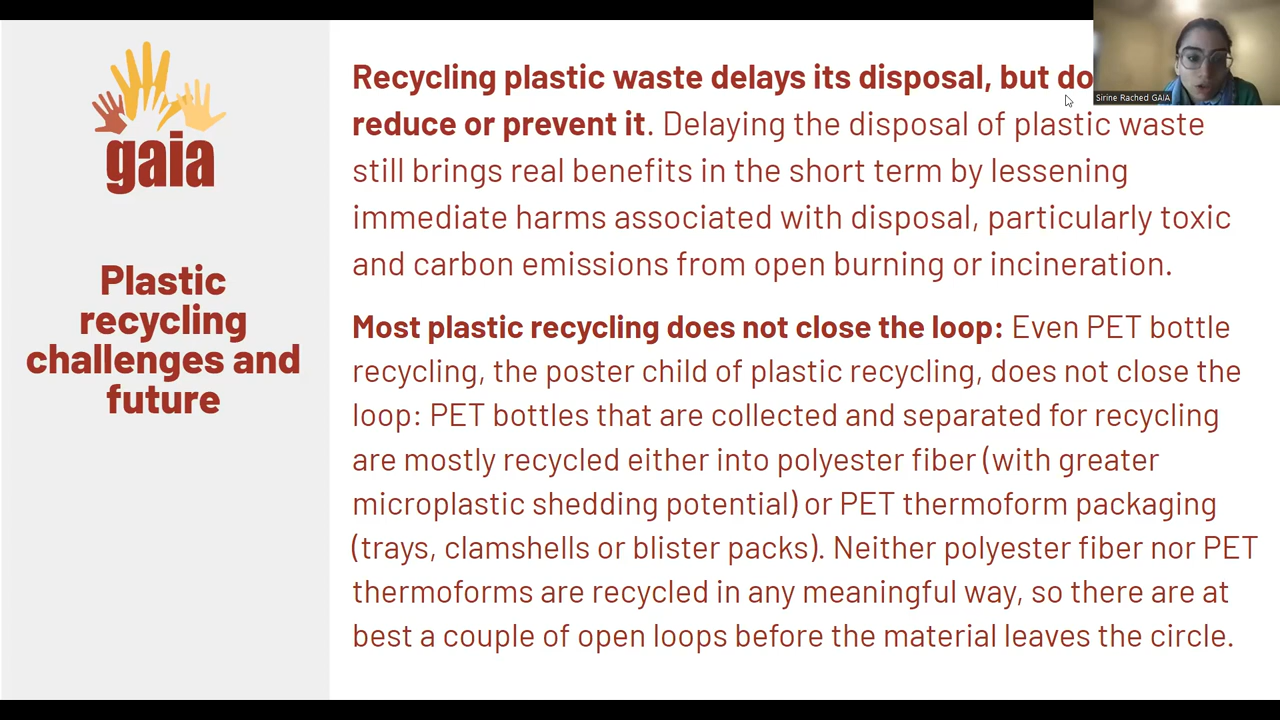 gaia
Plastic
recycling
challenges and
future
Recycling plastic waste delays its disposal, but do
reduce or prevent it. Delaying the disposal of plastic waste
still brings real benefits in the short term by lessening
immediate harms associated with disposal, particularly toxic
and carbon emissions from open burning or incineration.
Most plastic recycling does not close the loop: Even PET bottle
recycling, the poster child of plastic recycling, does not close the
loop: PET bottles that are collected and separated for recycling
are mostly recycled either into polyester fiber (with greater
microplastic shedding potential) or PET thermoform packaging
(trays, clamshells or blister packs). Neither polyester fiber nor PET
thermoforms are recycled in any meaningful way, so there are at
best a couple of open loops before the material leaves the circle.
Sirine Rached GAIA